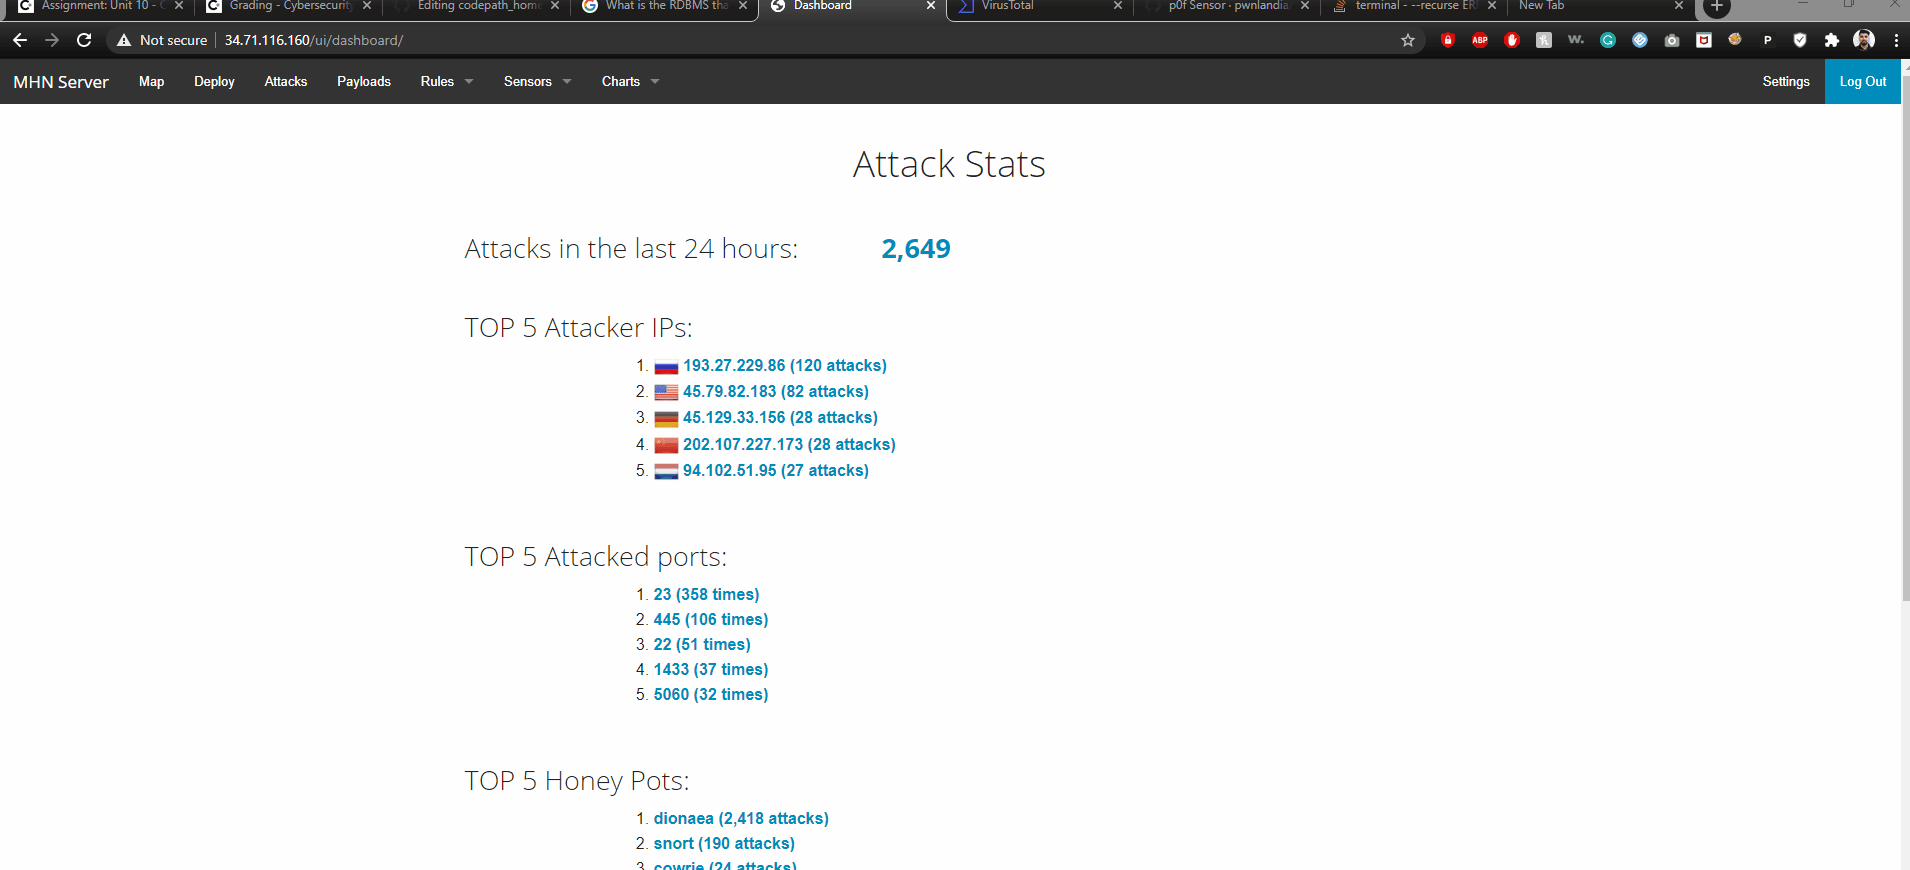 Assignment: Unit 10 - C
Grading - Cybersecurity
Editing codepath_home
What is the RDBMS tha
Dashboard
VirusTotal
p0f Sensor · pwnlandia
terminal - --recurse ER
New Tab
Not secure 34.71.116.160/ui/dashboard/
MHN Server Map Deploy Attacks Payloads Rules Sensors Charts Settings Log Out
Attack Stats
Attacks in the last 24 hours: 2,649
TOP 5 Attacker IPs:
1. 193.27.229.86 (120 attacks)
2. 45.79.82.183 (82 attacks)
3. 45.129.33.156 (28 attacks)
4. 202.107.227.173 (28 attacks)
5. 94.102.51.95 (27 attacks)
TOP 5 Attacked ports:
1. 23 (358 times)
2. 445 (106 times)
3. 22 (51 times)
4. 1433 (37 times)
5. 5060 (32 times)
TOP 5 Honey Pots:
1. dionaea (2,418 attacks)
2. snort (190 attacks)
3. cowrie (24 attacks)